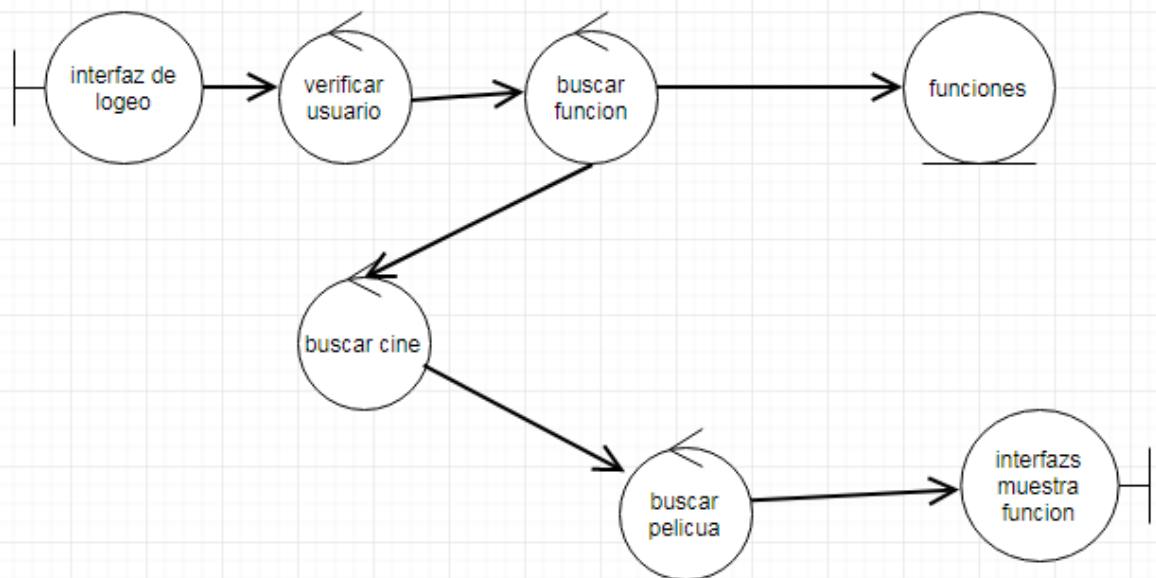 interfaz de
logeo
verificar
usuario
buscar
funcion
funciones
buscar cine
buscar
pelicua
interfazs
muestra
funcion